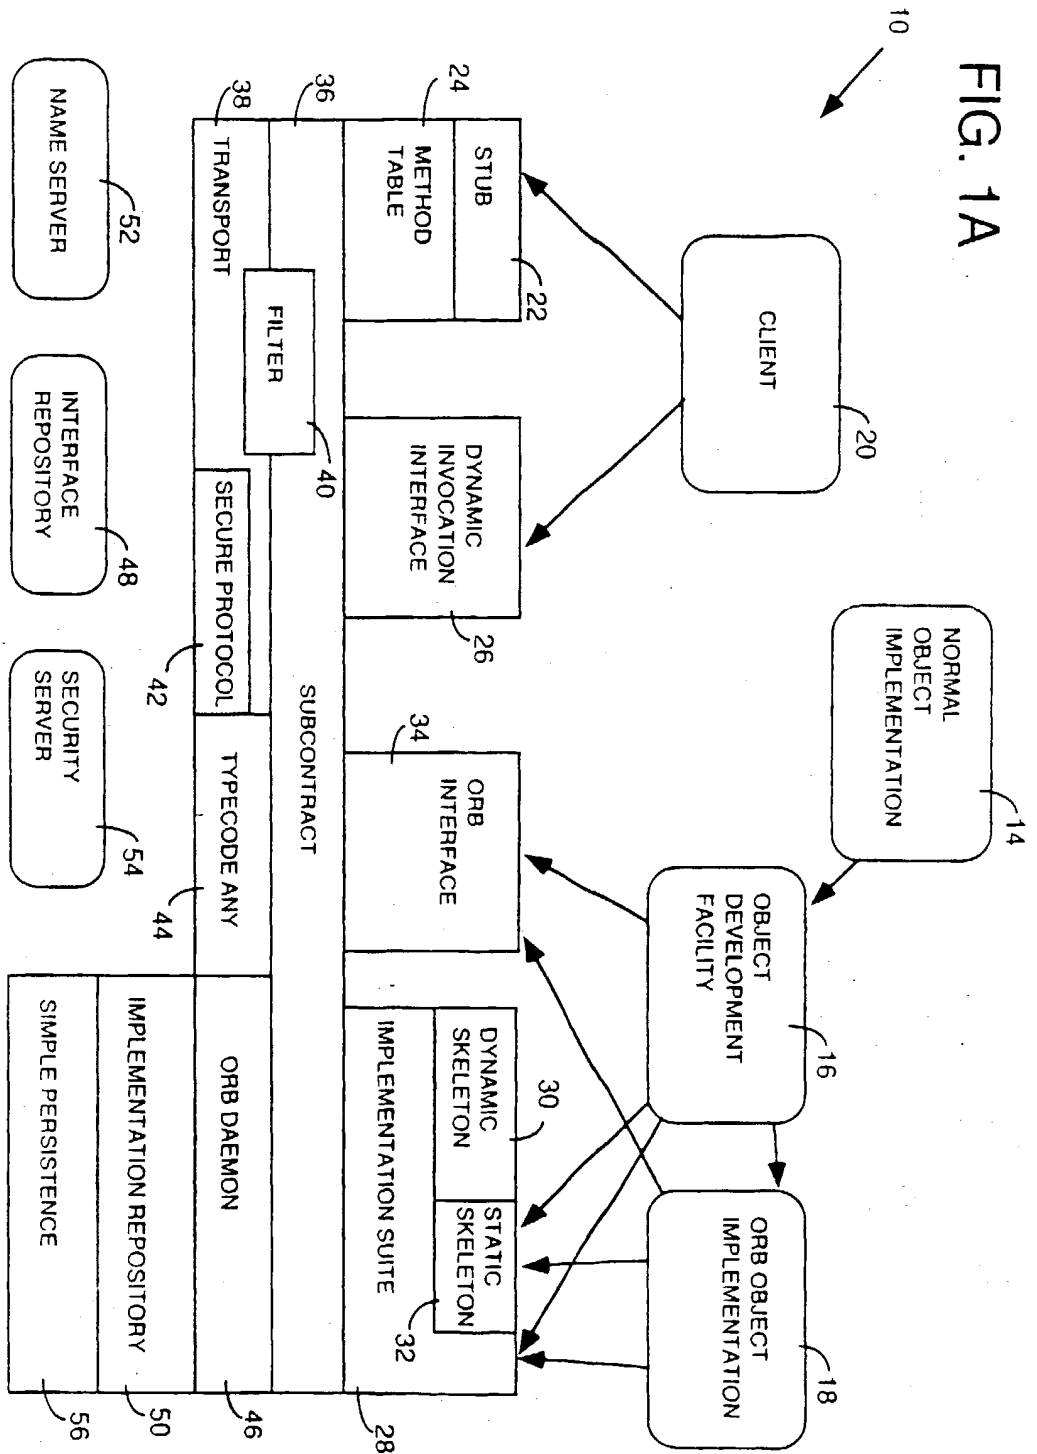 FIG. 1A
10
CLIENT
20
NORMAL
OBJECT
IMPLEMENTATION
14
OBJECT
DEVELOPMENT
FACILITY
16
ORB OBJECT
IMPLEMENTATION
18
STUB
22
METHOD
TABLE
24
DYNAMIC
INVOCATION
INTERFACE
26
ORB
INTERFACE
34
DYNAMIC
SKELETON
30
STATIC
SKELETON
32
IMPLEMENTATION SUITE
28
36
SUBCONTRACT
FILTER
40
38
TRANSPORT
SECURE PROTOCOL
42
TYPECODE ANY
44
ORB DAEMON
46
IMPLEMENTATION REPOSITORY
50
SIMPLE PERSISTENCE
56
NAME SERVER
52
INTERFACE
REPOSITORY
48
SECURITY
SERVER
54